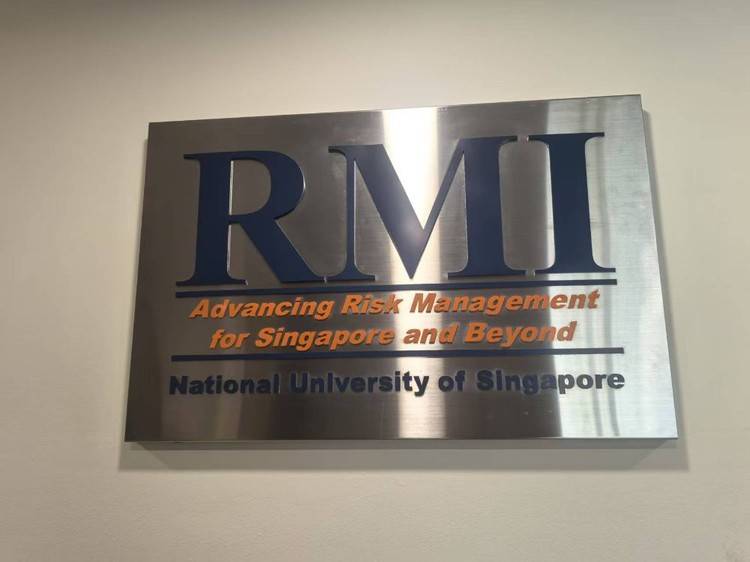 RMI
Advancing Risk Management
for Singapore and Beyond
National University of Singapore